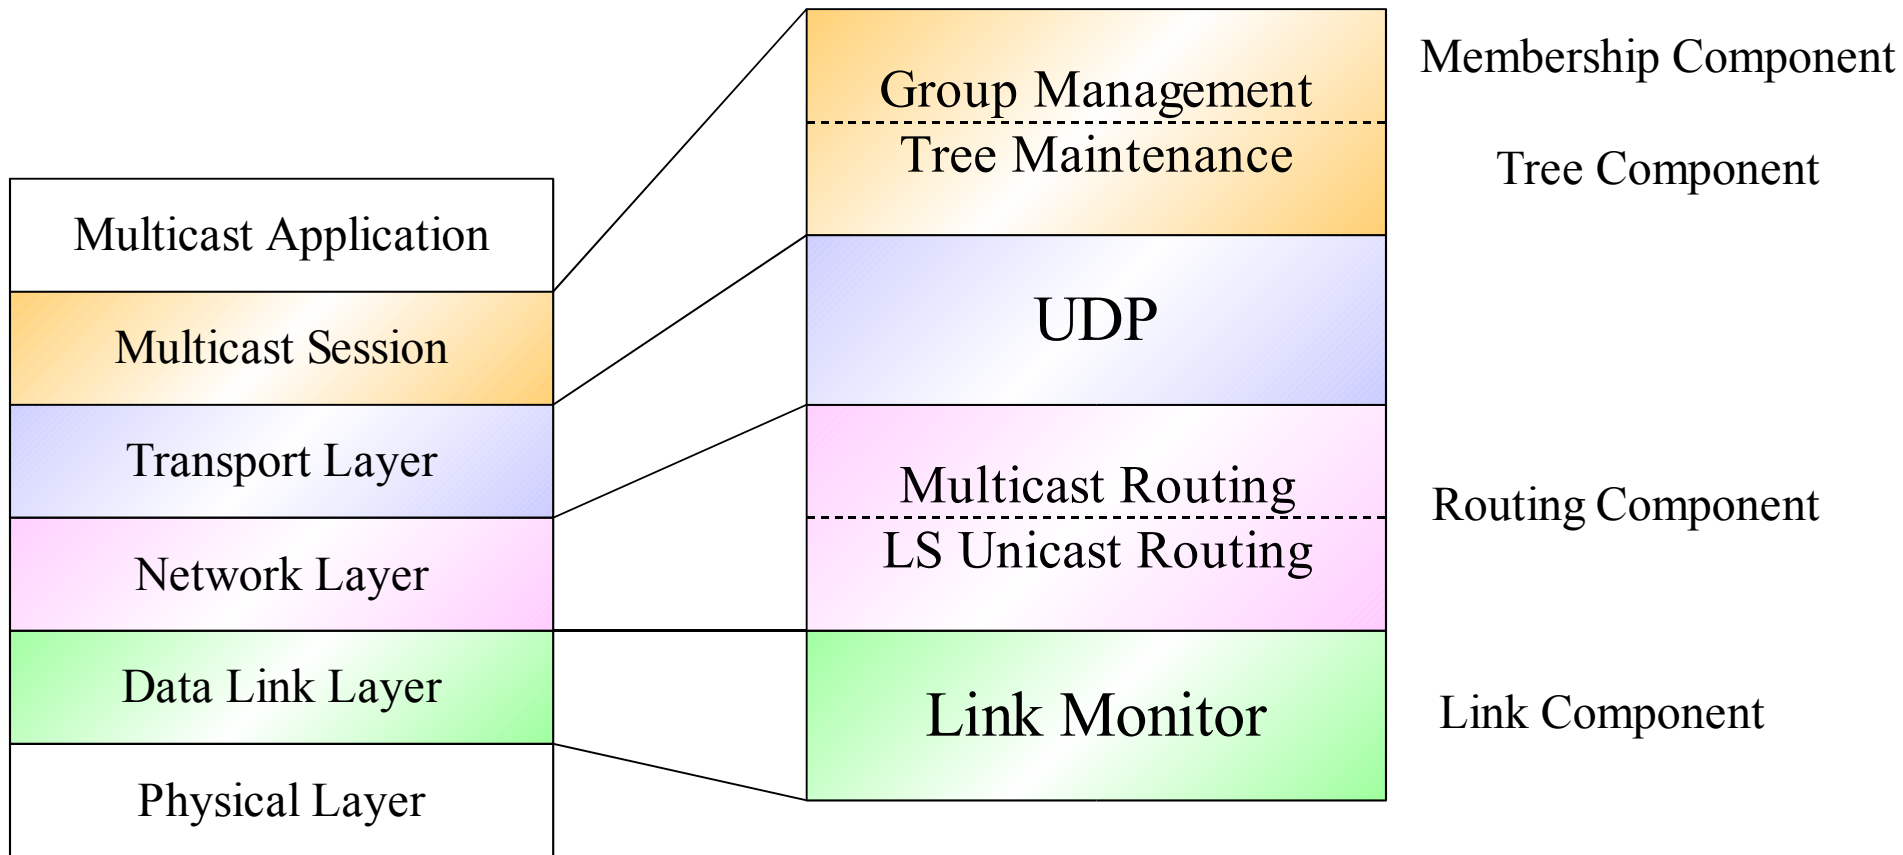 Multicast Application
Multicast Session
Transport Layer
Network Layer
Data Link Layer
Physical Layer
Group Management
Tree Maintenance
UDP
Multicast Routing
LS Unicast Routing
Link Monitor
Membership Component
Tree Component
Routing Component
Link Component